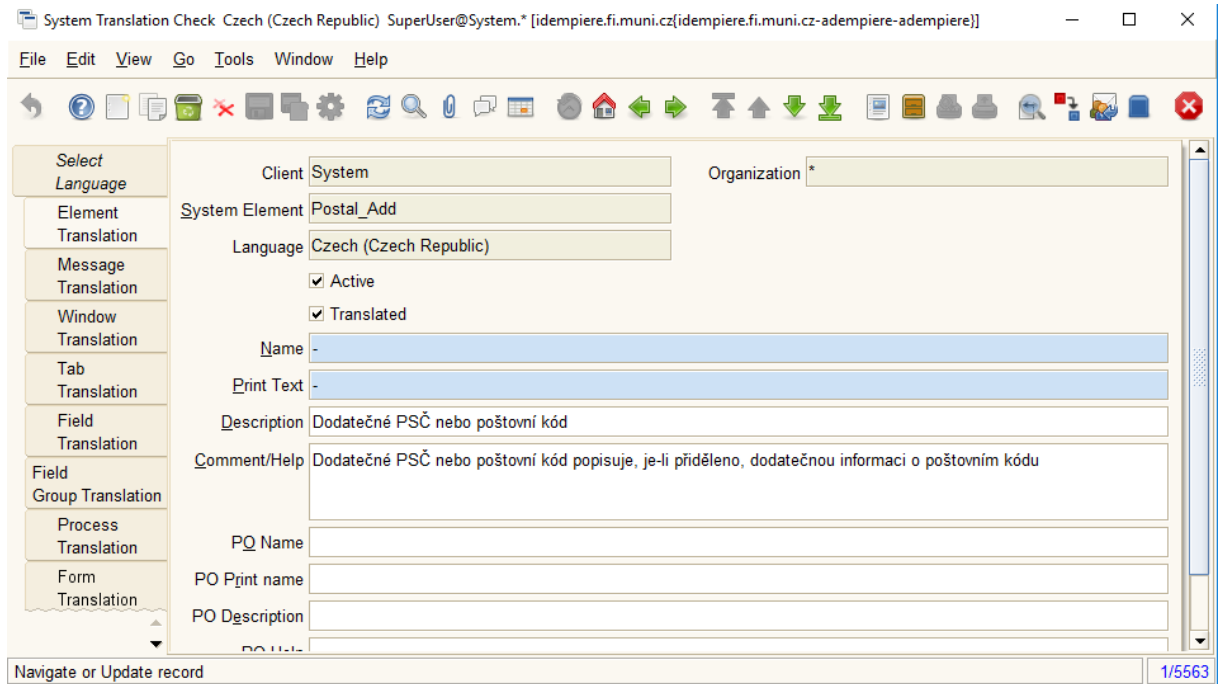 System Translation Check  Czech (Czech Republic)  SuperUser@System.* [idempiere.fi.muni.cz{idempiere.fi.muni.cz-adempiere-adempiere}]
File Edit View Go Tools Window Help
Select
Language
Element
Translation
Message
Translation
Window
Translation
Tab
Translation
Field
Translation
Field
Group Translation
Process
Translation
Form
Translation
Client System Organization *
System Element Postal_Add
Language Czech (Czech Republic)
Active
Translated
Name -
Print Text -
Description Dodatečné PSČ nebo poštovní kód
Comment/Help Dodatečné PSČ nebo poštovní kód popisuje, je-li přiděleno, dodatečnou informaci o poštovním kódu
PO Name
PO Print name
PO Description
Navigate or Update record 1/5563